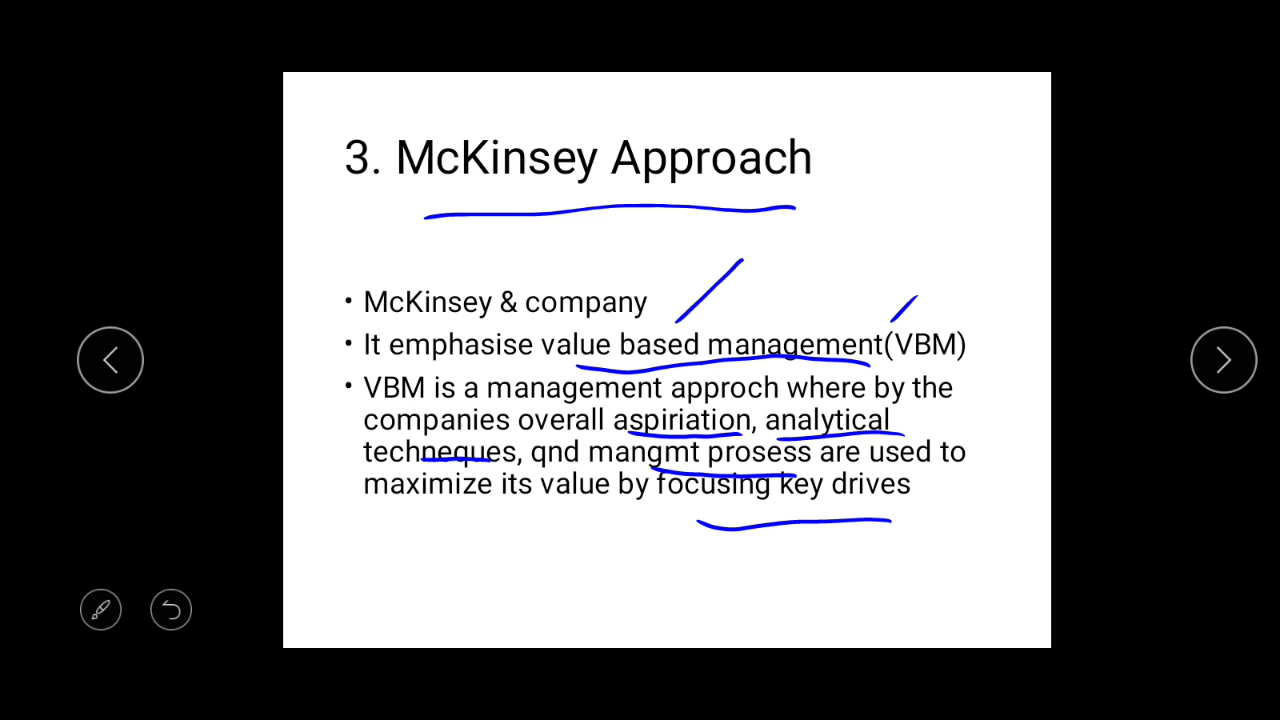 3. McKinsey Approach
• McKinsey & company
• It emphasise value based management(VBM)
• VBM is a management approch where by the
companies overall aspiriation, analytical
techneques, qnd mangmt prosess are used to
maximize its value by focusing key drives